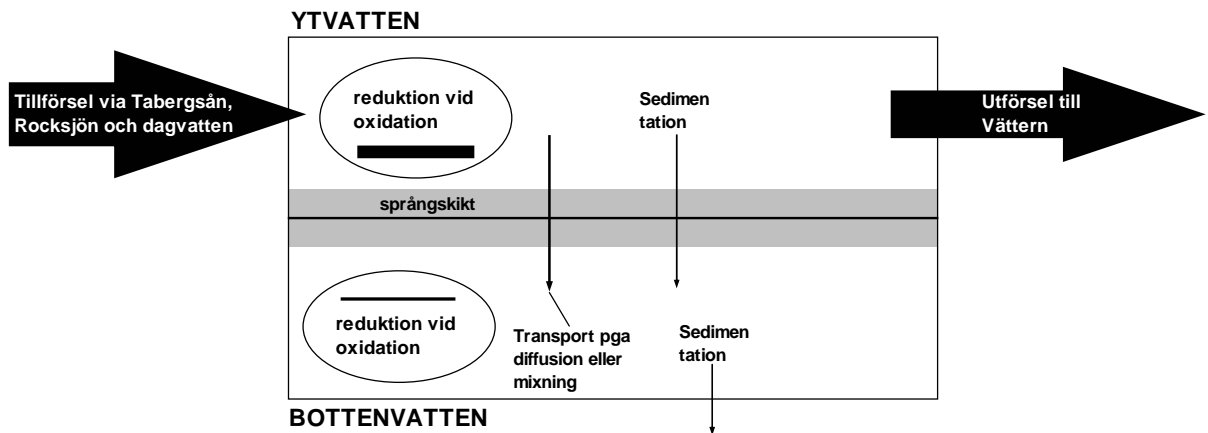 YTVATTEN
Tillförsel via Tabergsån,
Rocksjön och dagvatten
reduktion vid
oxidation
Sedimen
tation
Utförsel till
Vättern
språngskikt
reduktion vid
oxidation
Transport pga
diffusion eller
mixning
Sedimen
tation
BOTTENVATTEN